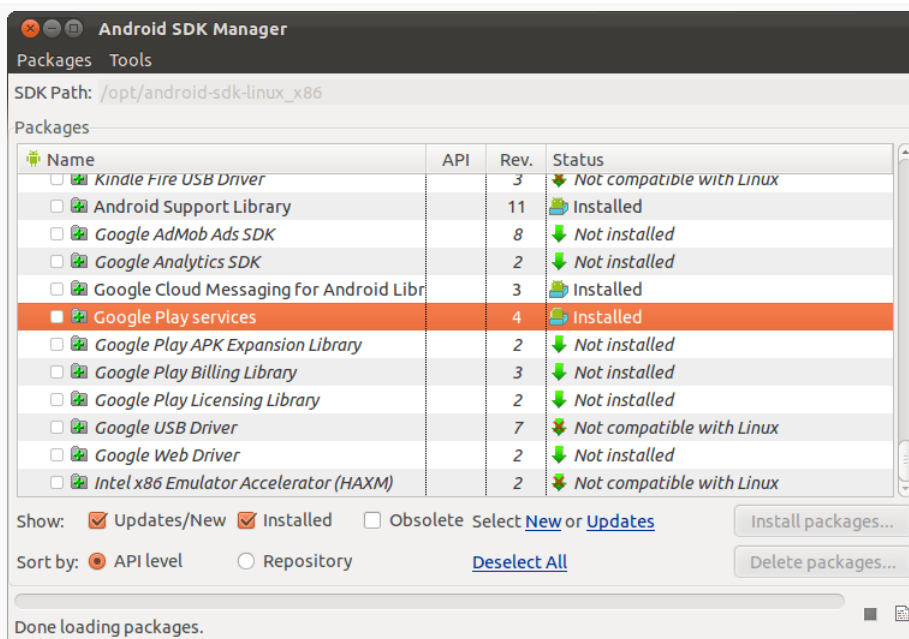 Android SDK Manager
Packages Tools
SDK Path: /opt/android-sdk-linux_x86
Packages
Name API Rev. Status
Kindle Fire USB Driver 3 Not compatible with Linux
Android Support Library 11 Installed
Google AdMob Ads SDK 8 Not installed
Google Analytics SDK 2 Not installed
Google Cloud Messaging for Android Libr 3 Installed
Google Play services 4 Installed
Google Play APK Expansion Library 2 Not installed
Google Play Billing Library 3 Not installed
Google Play Licensing Library 2 Not installed
Google USB Driver 7 Not compatible with Linux
Google Web Driver 2 Not installed
Intel x86 Emulator Accelerator (HAXM) 2 Not compatible with Linux
Show: Updates/New Installed Obsolete Select New or Updates Install packages...
Sort by: API level Repository Deselect All Delete packages...
Done loading packages.